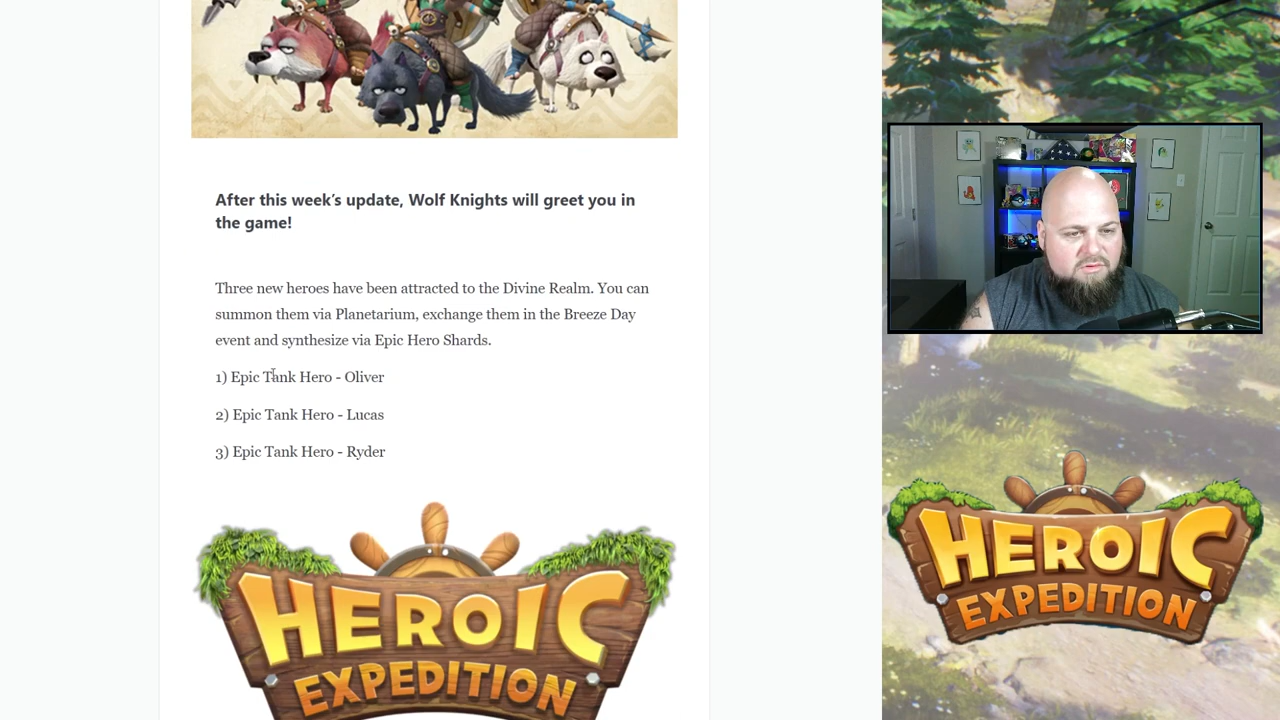 After this week’s update, Wolf Knights will greet you in
the game!
Three new heroes have been attracted to the Divine Realm. You can
summon them via Planetarium, exchange them in the Breeze Day
event and synthesize via Epic Hero Shards.
1) Epic Tank Hero - Oliver
2) Epic Tank Hero - Lucas
3) Epic Tank Hero - Ryder
HEROIC
EXPEDITION
HEROIC
EXPEDITION